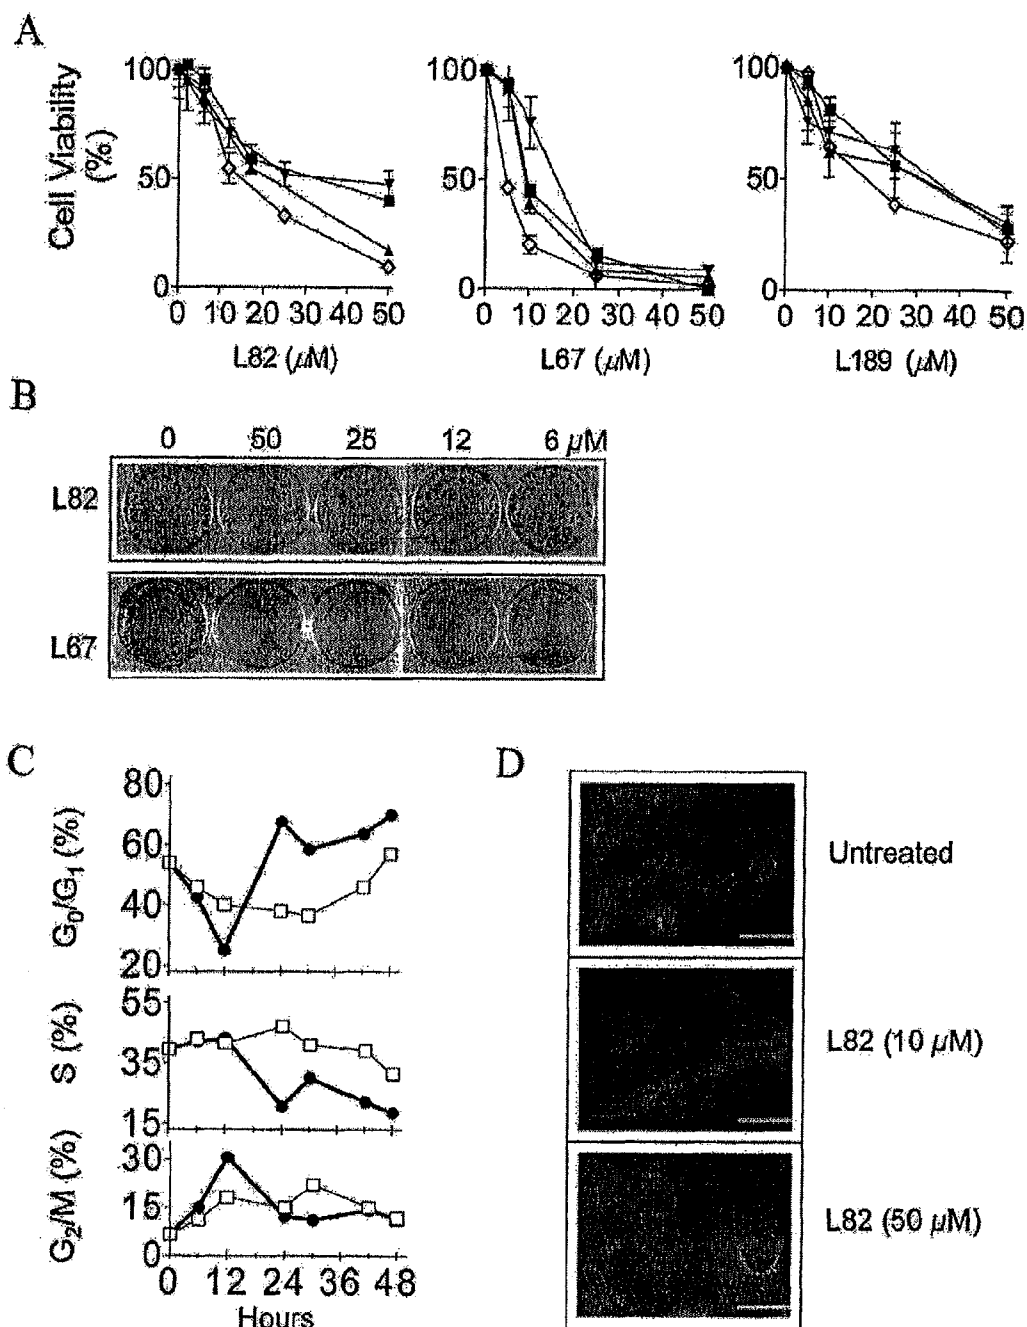 A
Cell Viability
(%)
100
50
0
0 10 20 30 40 50
L82 (μM)
100
50
0
0 10 20 30 40 50
L67 (μM)
100
50
0
0 10 20 30 40 50
L189 (μM)
B
0 50 25 12 6 μM
L82
L67
C
G0/G1 (%)
80
60
40
20
S (%)
55
35
15
G2/M (%)
30
15
0
0 12 24 36 48
Hours
D
Untreated
L82 (10 μM)
L82 (50 μM)